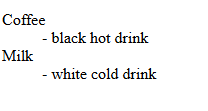 Coffee
- black hot drink
Milk
- white cold drink